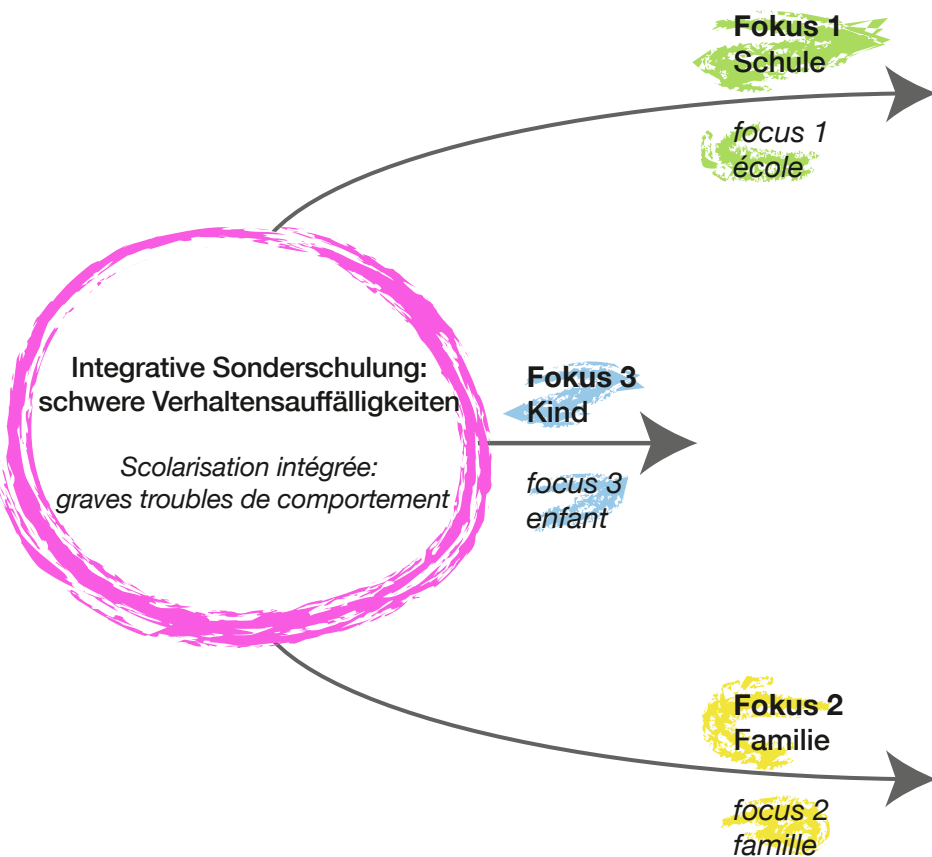 Fokus 1
Schule
focus 1
école
Integrative Sonderschulung:
schwere Verhaltensauffälligkeiten
Scolarisation intégrée:
graves troubles de comportement
Fokus 3
Kind
focus 3
enfant
Fokus 2
Familie
focus 2
famille